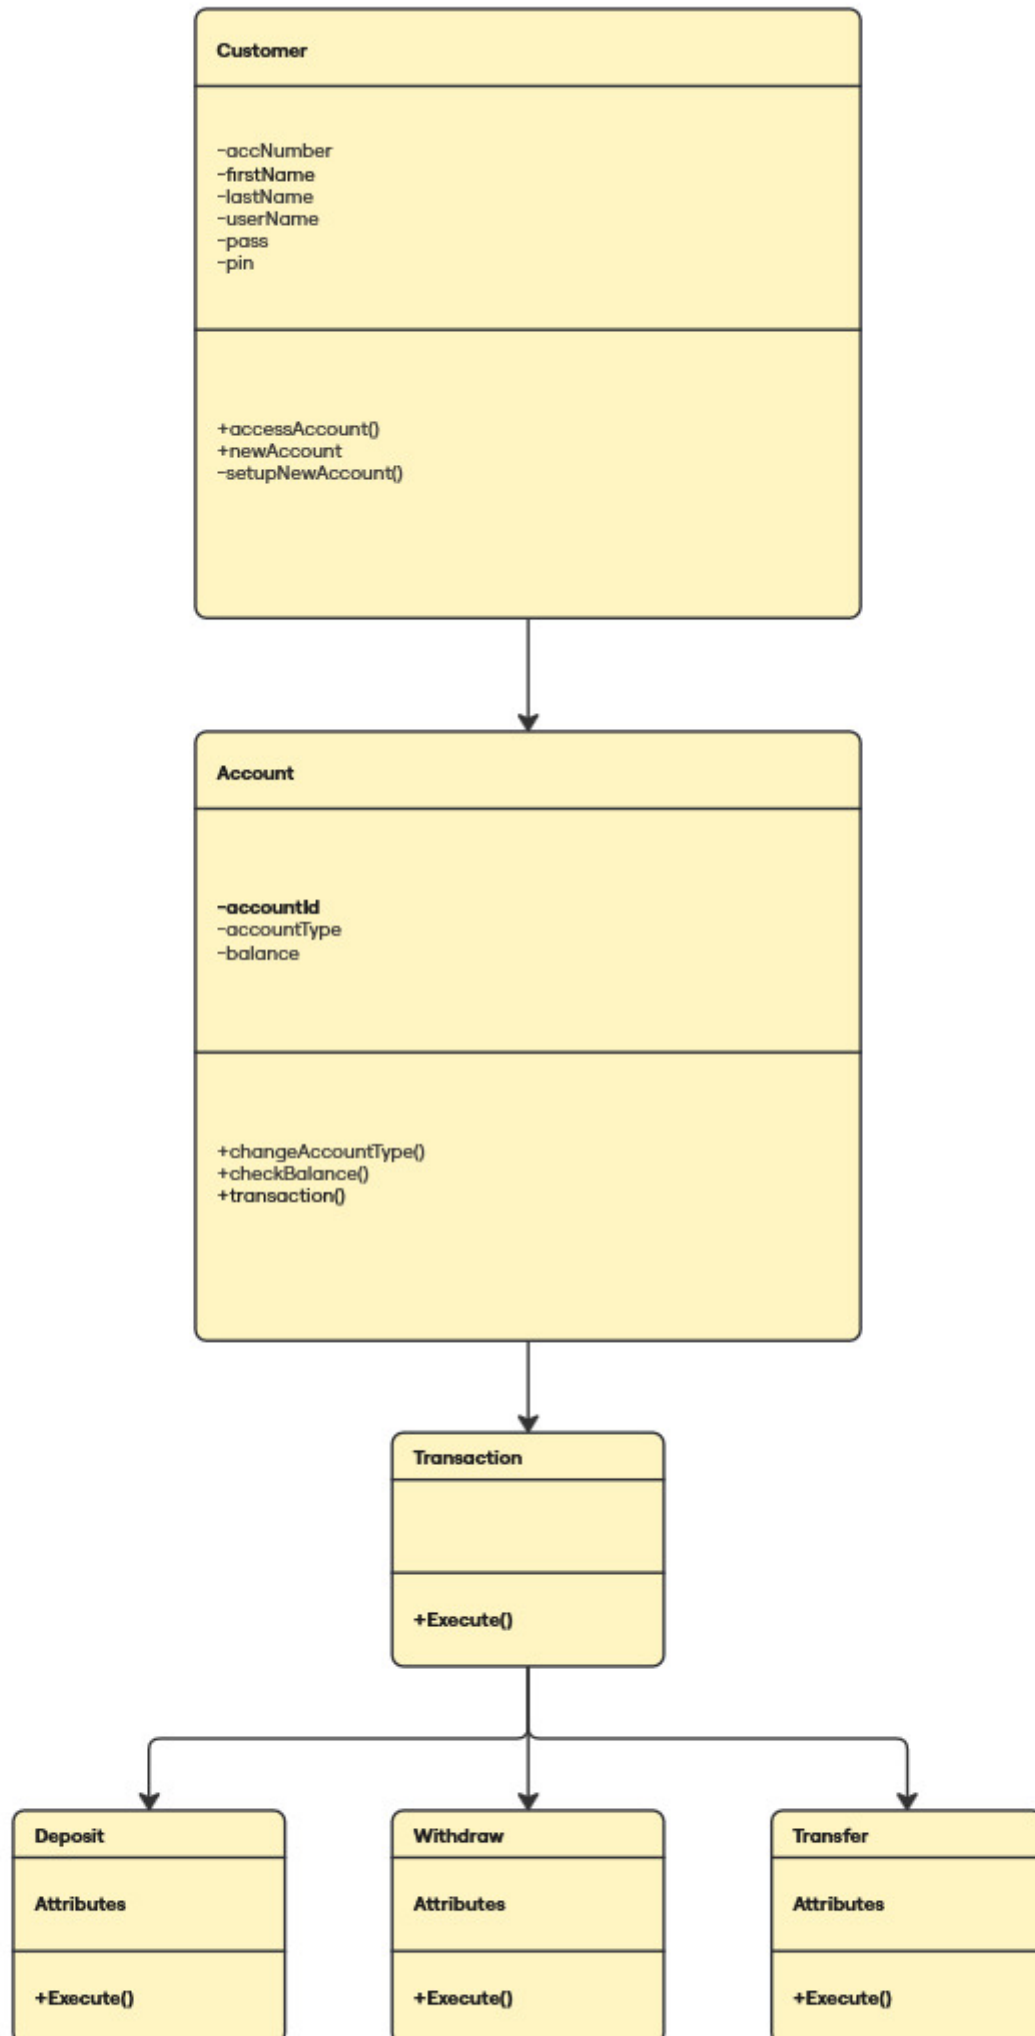 Customer
-accNumber
-firstName
-lastName
-userName
-pass
-pin
+accessAccount()
+newAccount
-setupNewAccount()
Account
-accountId
-accountType
-balance
+changeAccountType()
+checkBalance()
+transaction()
Transaction
+Execute()
Deposit
Attributes
+Execute()
Withdraw
Attributes
+Execute()
Transfer
Attributes
+Execute()